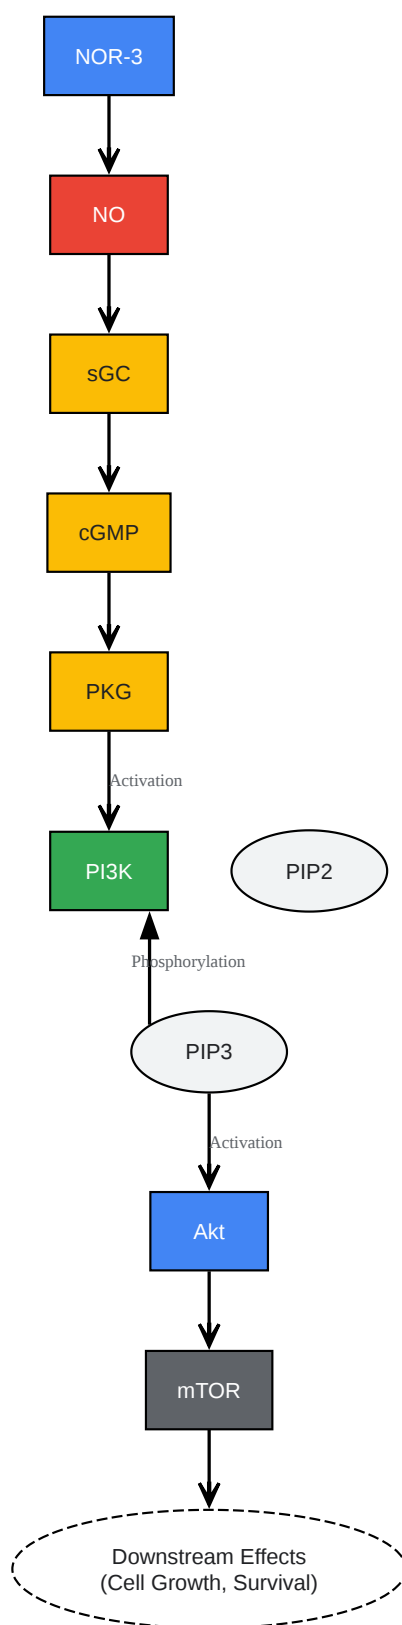 NOR-3
NO
sGC
cGMP
PKG
Activation
PI3K
PIP2
Phosphorylation
PIP3
Activation
Akt
mTOR
Downstream Effects
(Cell Growth, Survival)